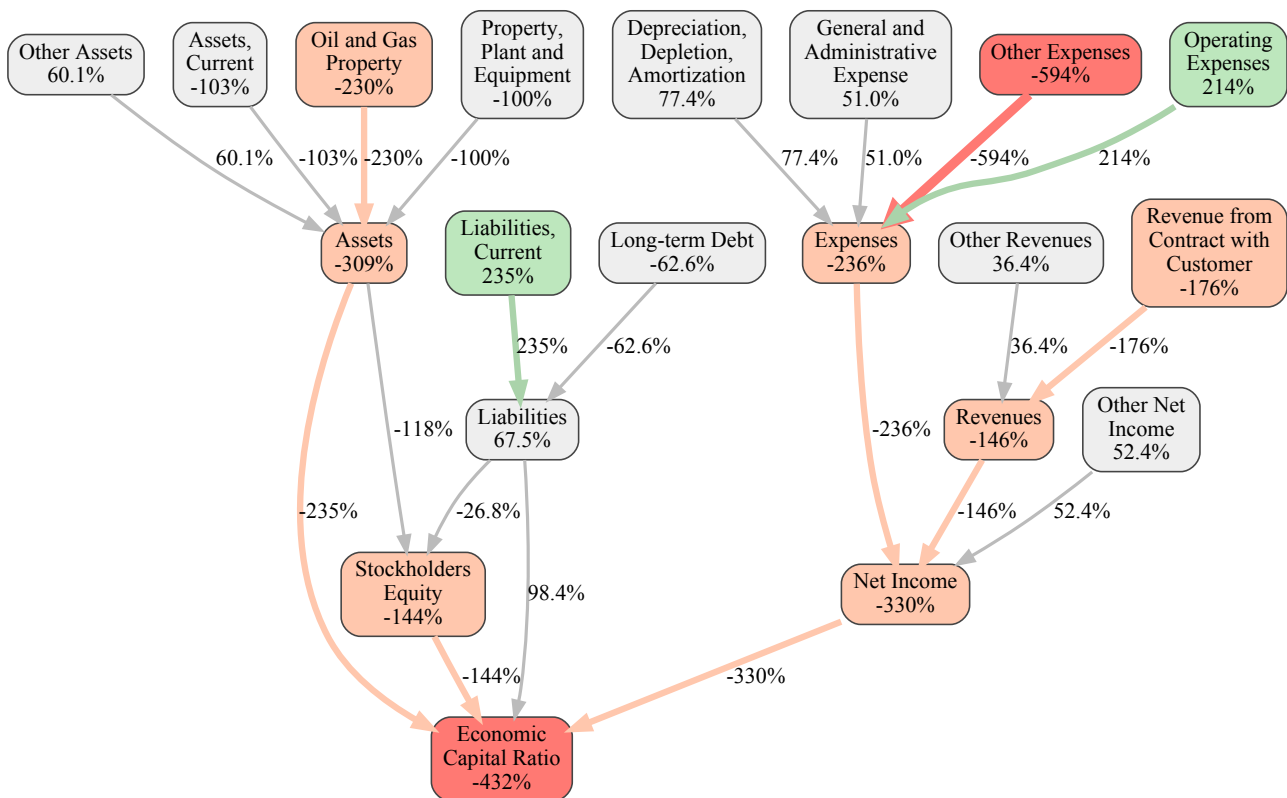 Other Assets
60.1%
Assets,
Current
-103%
Oil and Gas
Property
-230%
Property,
Plant and
Equipment
-100%
Depreciation,
Depletion,
Amortization
77.4%
General and
Administrative
Expense
51.0%
Other Expenses
-594%
Operating
Expenses
214%
60.1%
-103%
-230%
-100%
77.4%
51.0%
-594%
214%
Assets
-309%
Liabilities,
Current
235%
Long-term Debt
-62.6%
Expenses
-236%
Other Revenues
36.4%
Revenue from
Contract with
Customer
-176%
235%
-62.6%
36.4%
-176%
-118%
Liabilities
67.5%
-236%
Revenues
-146%
Other Net
Income
52.4%
-235%
-26.8%
-146%
52.4%
Stockholders
Equity
-144%
98.4%
Net Income
-330%
-144%
-330%
Economic
Capital Ratio
-432%